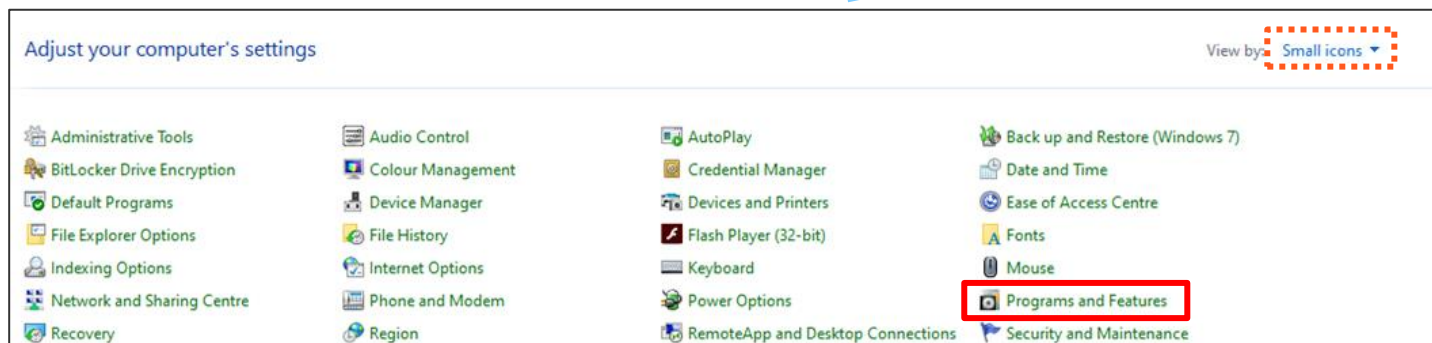 Adjust your computer's settings
View by: Small icons
Administrative Tools Audio Control AutoPlay Back up and Restore (Windows 7)
BitLocker Drive Encryption Colour Management Credential Manager Date and Time
Default Programs Device Manager Devices and Printers Ease of Access Centre
File Explorer Options File History Flash Player (32-bit) Fonts
Indexing Options Internet Options Keyboard Mouse
Network and Sharing Centre Phone and Modem Power Options Programs and Features
Recovery Region RemoteApp and Desktop Connections Security and Maintenance